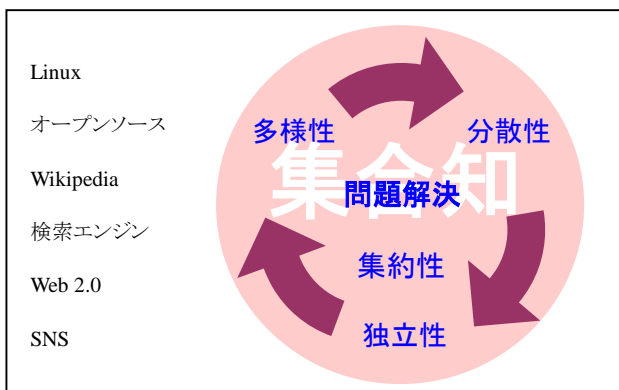 Linux
オープンソース
Wikipedia
検索エンジン
Web 2.0
SNS
多様性
分散性
集合知
問題解決
集約性
独立性